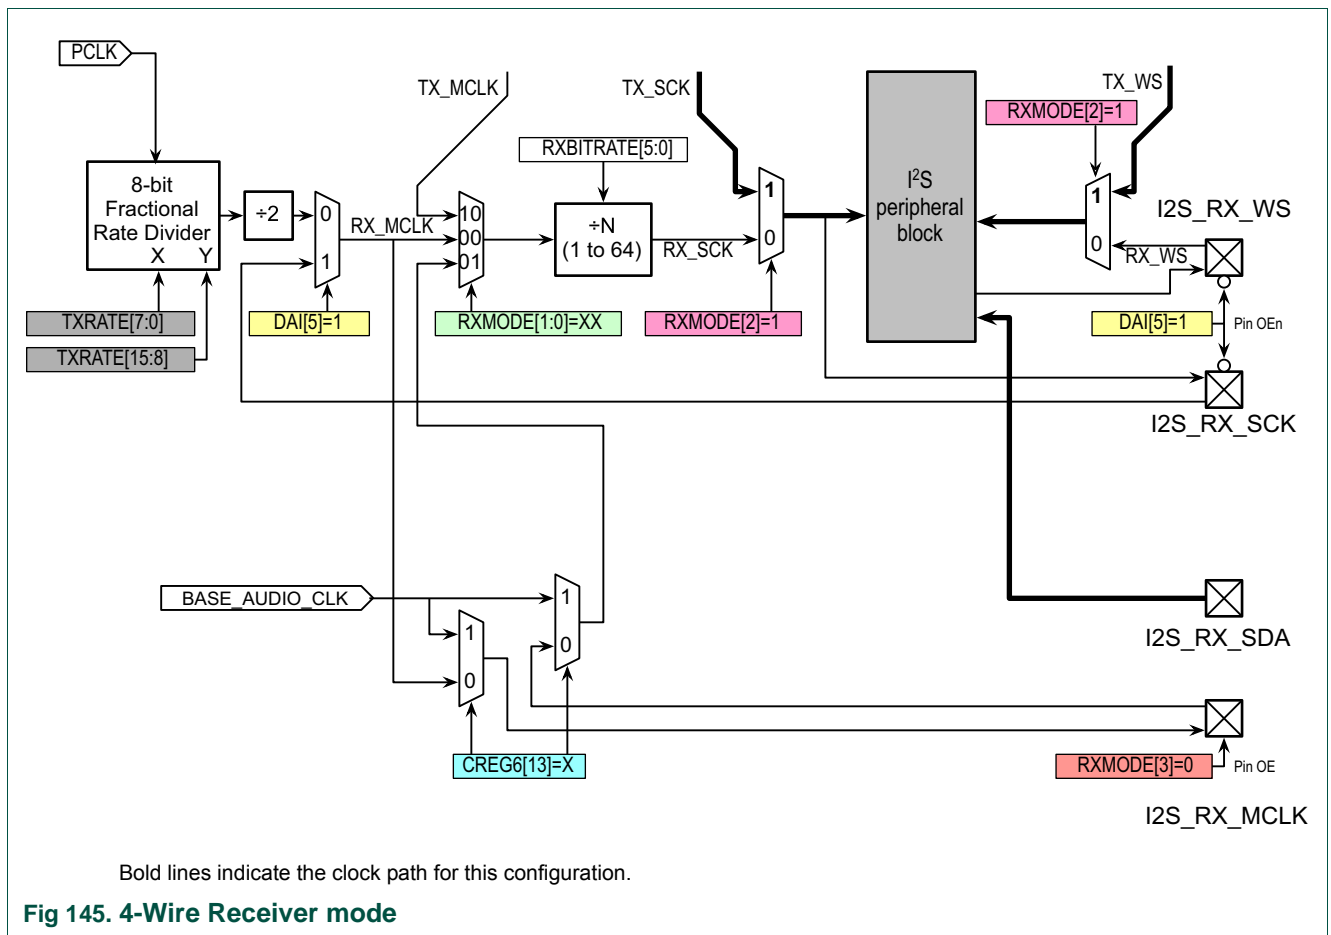 PCLK
TX_MCLK
TX_SCK
TX_WS
RXMODE[2]=1
RXBITRATE[5:0]
8-bit
Fractional
Rate Divider
X Y
÷2
0
1
RX_MCLK
10
00
01
÷N
(1 to 64)
RX_SCK
1
0
I²S
peripheral
block
1
0
RX_WS
I2S_RX_WS
TXRATE[7:0]
TXRATE[15:8]
DAI[5]=1
RXMODE[1:0]=XX
RXMODE[2]=1
DAI[5]=1
Pin OEn
I2S_RX_SCK
BASE_AUDIO_CLK
1
0
1
0
I2S_RX_SDA
CREG6[13]=X
RXMODE[3]=0
Pin OE
I2S_RX_MCLK
Bold lines indicate the clock path for this configuration.
Fig 145. 4-Wire Receiver mode